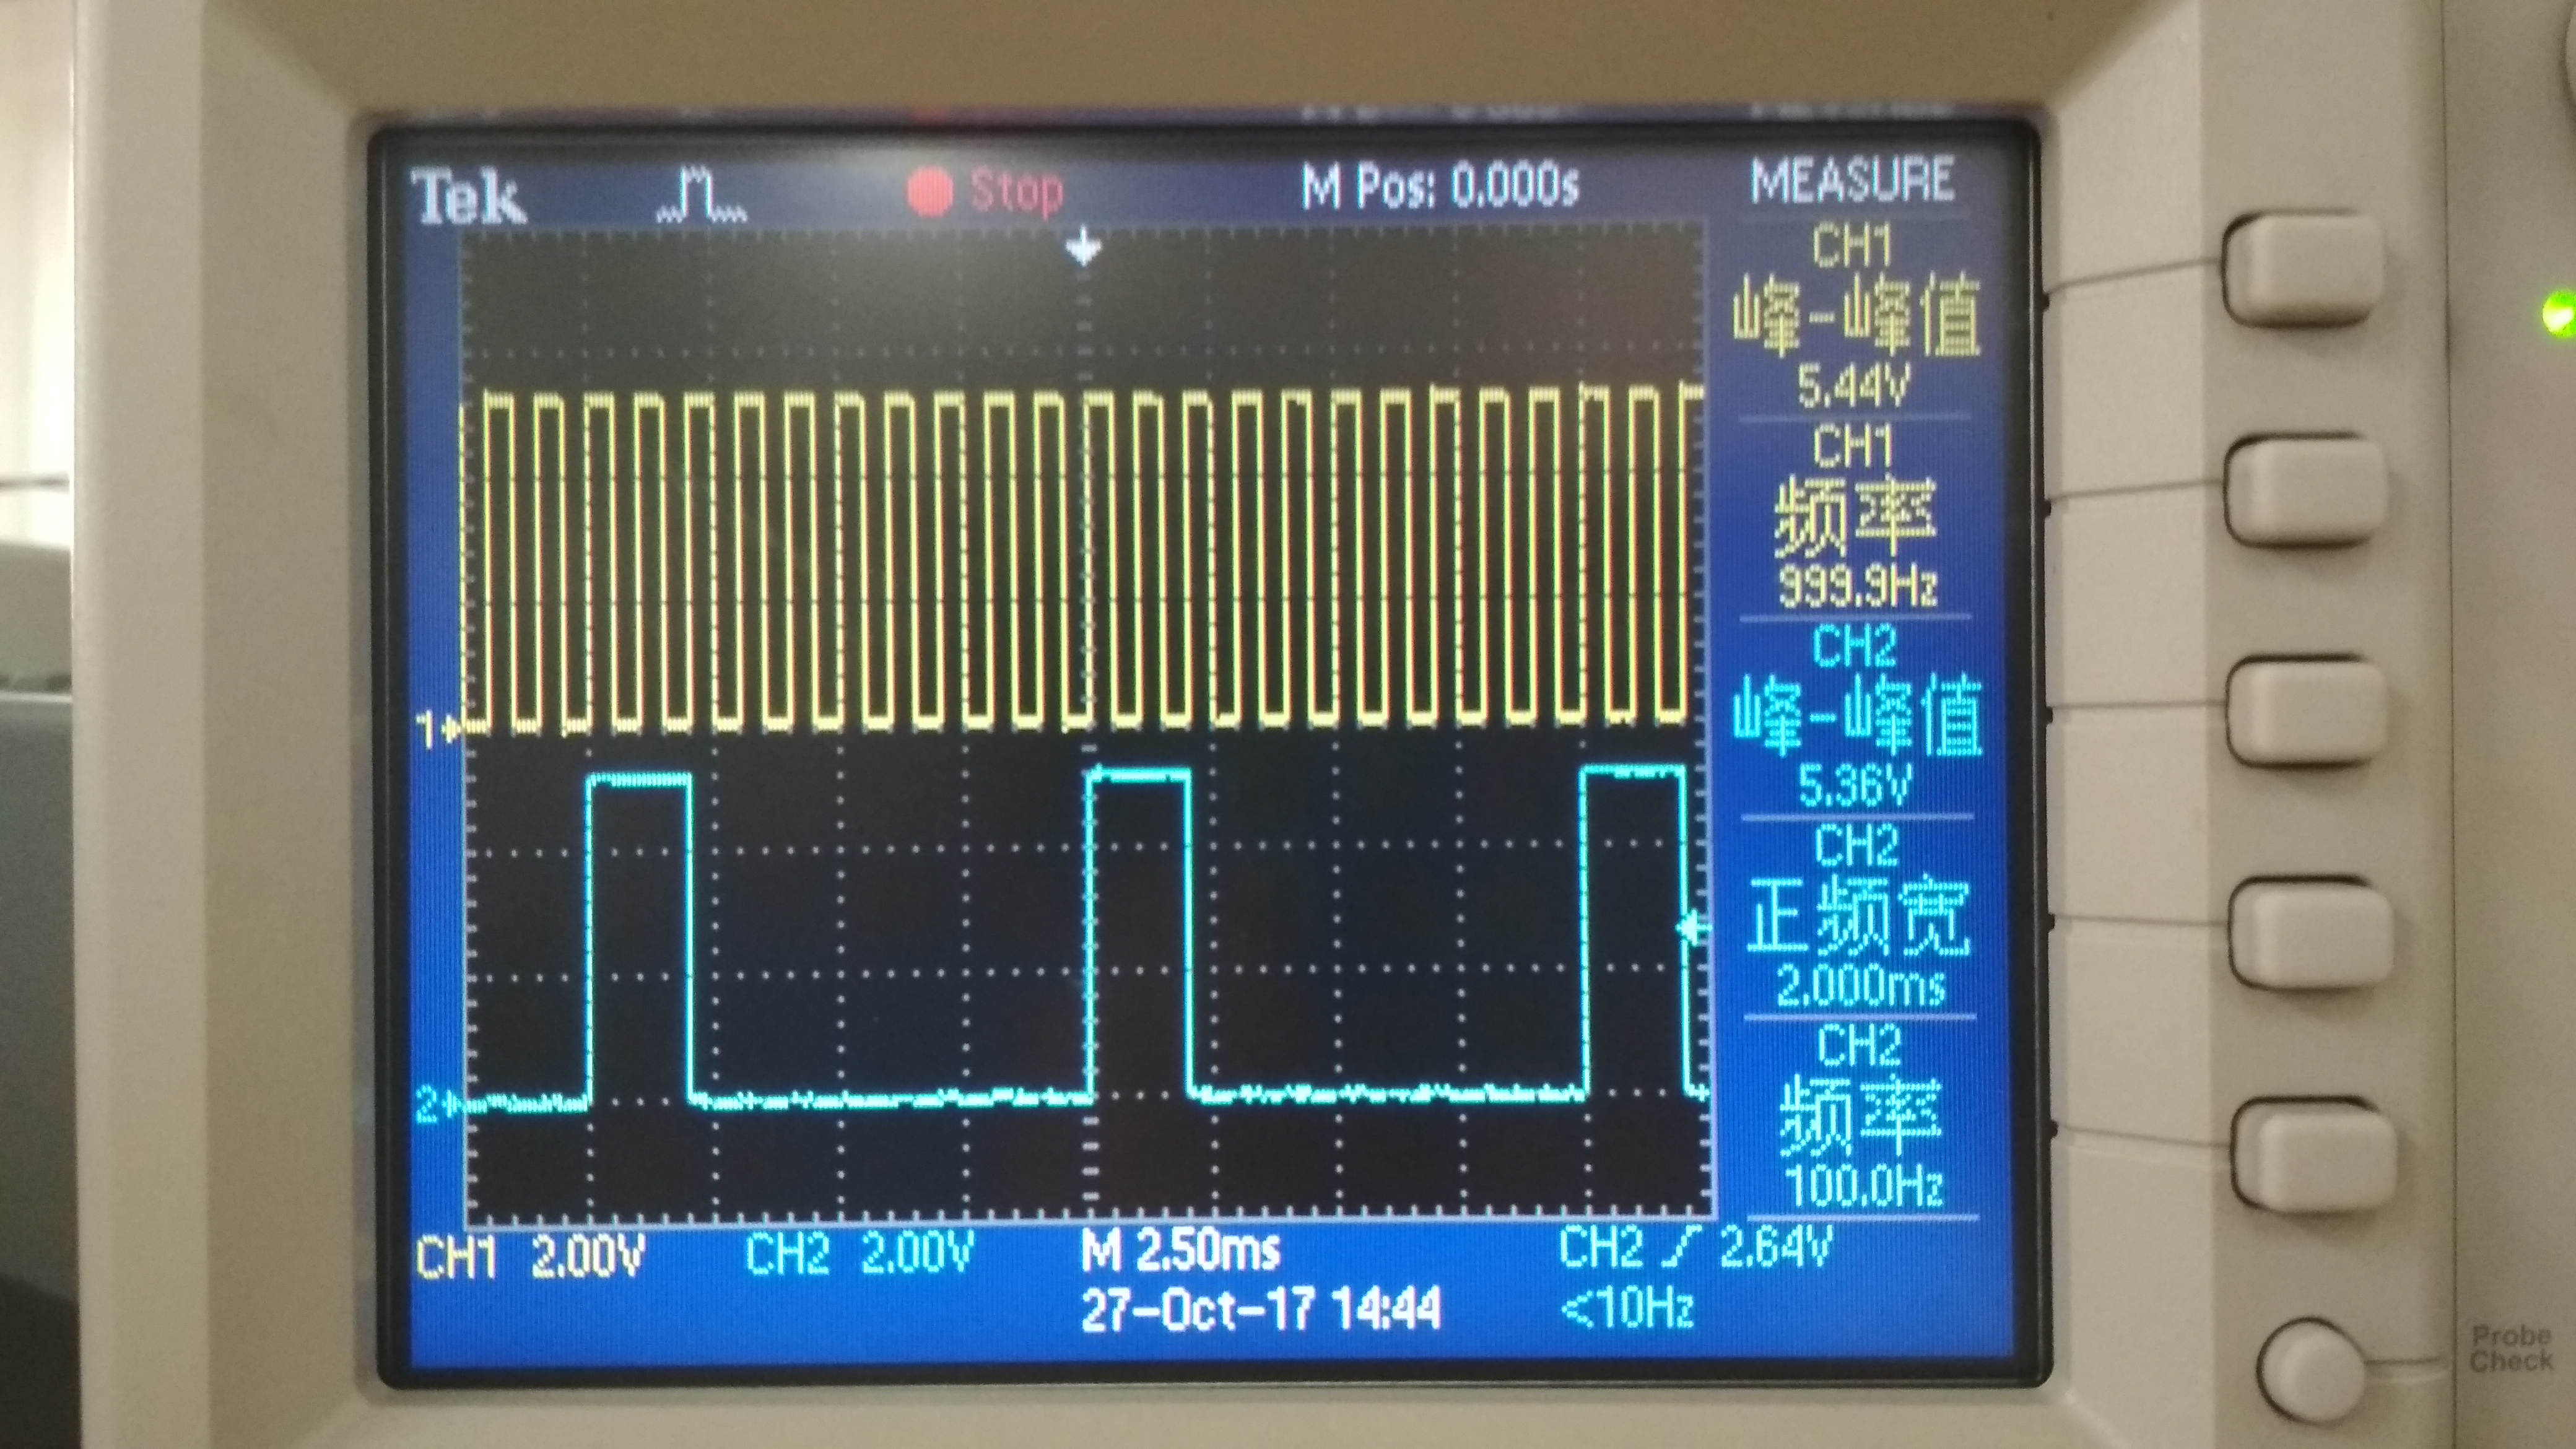 Tek Stop M Pos: 0.000s MEASURE
CH1
峰-峰值
5.44V
CH1
频率
999.9Hz
CH2
峰-峰值
5.36V
CH2
正频宽
2.000ms
CH2
频率
100.0Hz
1
2
CH1 2.00V CH2 2.00V M 2.50ms CH2 2.64V
27-Oct-17 14:44 <10Hz
Probe
Check